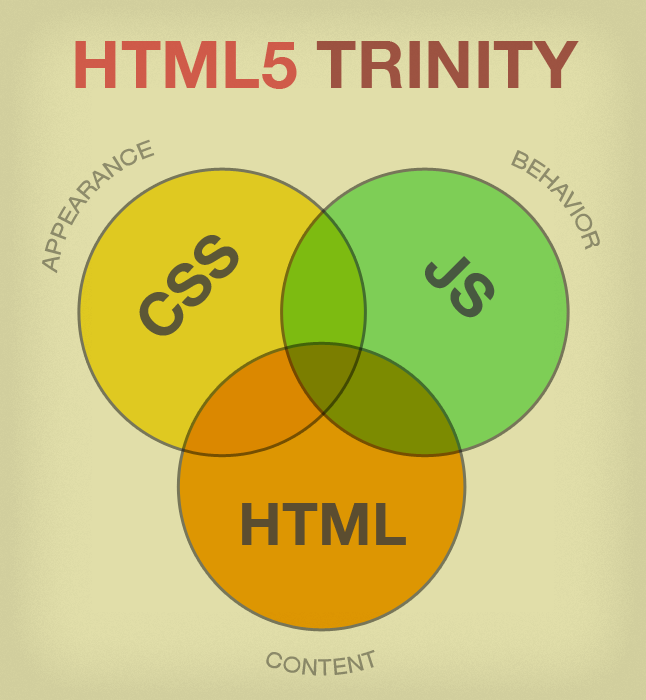 HTML5 TRINITY
APPEARANCE
BEHAVIOR
CSS
JS
HTML
CONTENT